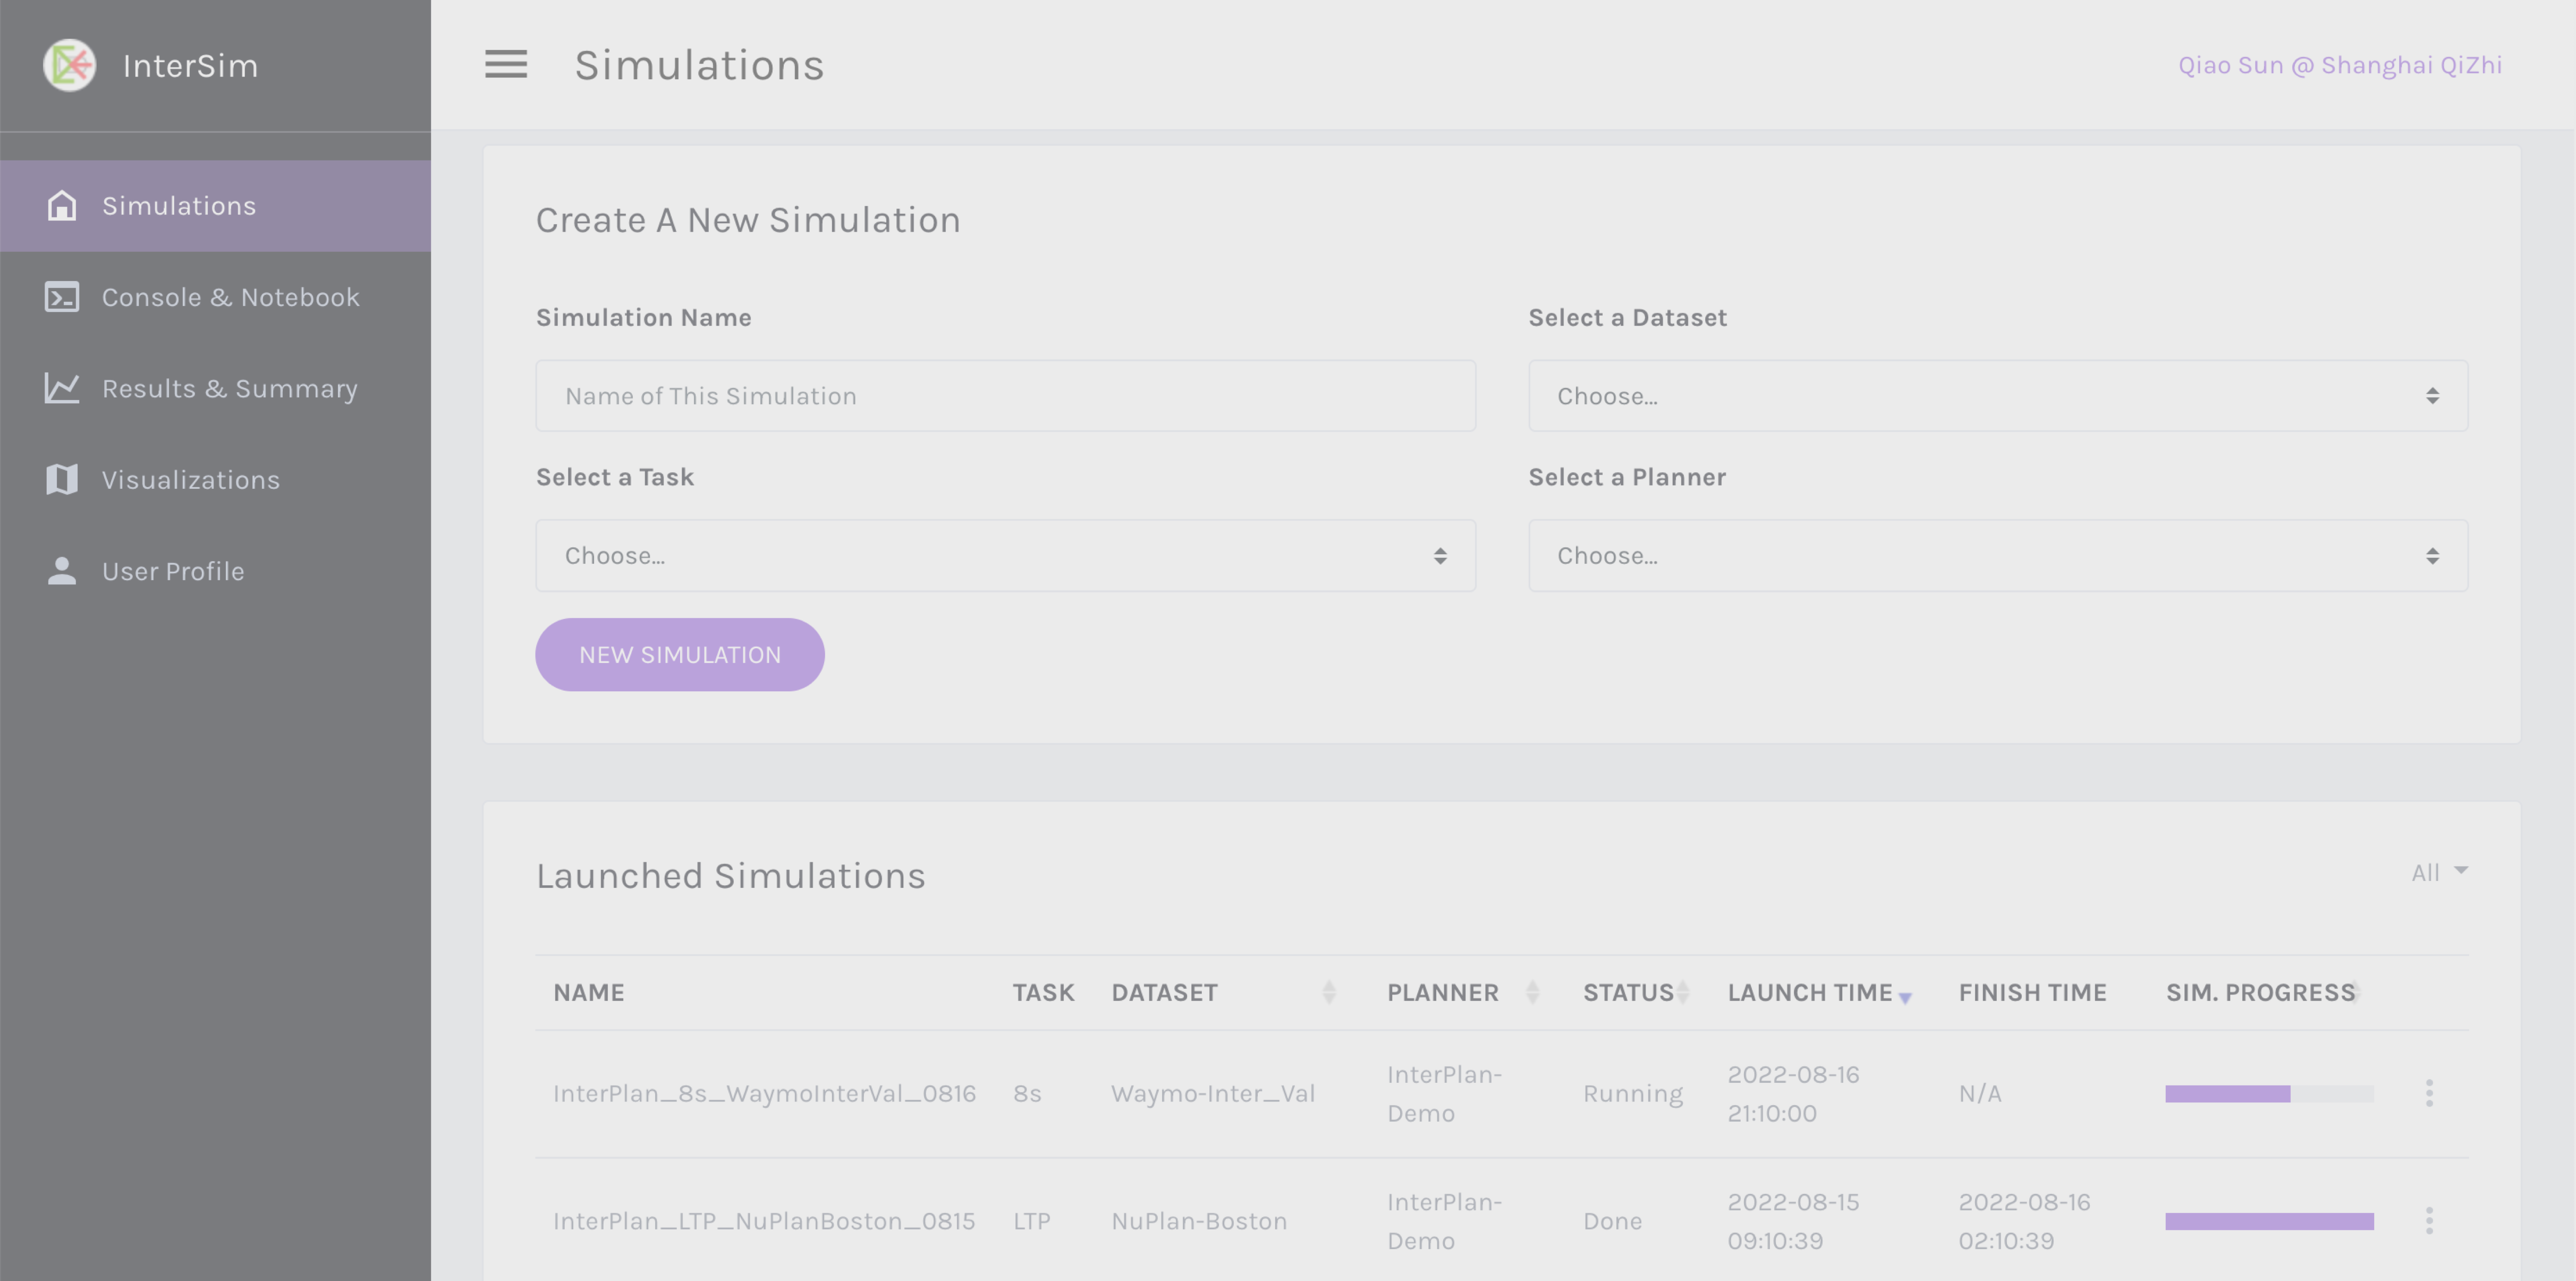 InterSim
Simulations
Qiao Sun @ Shanghai QiZhi
Simulations
Console & Notebook
Results & Summary
Visualizations
User Profile
Create A New Simulation
Simulation Name
Select a Dataset
Name of This Simulation
Choose...
Select a Task
Select a Planner
Choose...
Choose...
NEW SIMULATION
Launched Simulations
All
NAME TASK DATASET PLANNER STATUS LAUNCH TIME FINISH TIME SIM. PROGRESS
InterPlan_8s_WaymoInterVal_0816 8s Waymo-Inter_Val InterPlan- Running 2022-08-16 N/A
Demo 21:10:00
InterPlan_LTP_NuPlanBoston_0815 LTP NuPlan-Boston InterPlan- Done 2022-08-15 2022-08-16
Demo 09:10:39 02:10:39